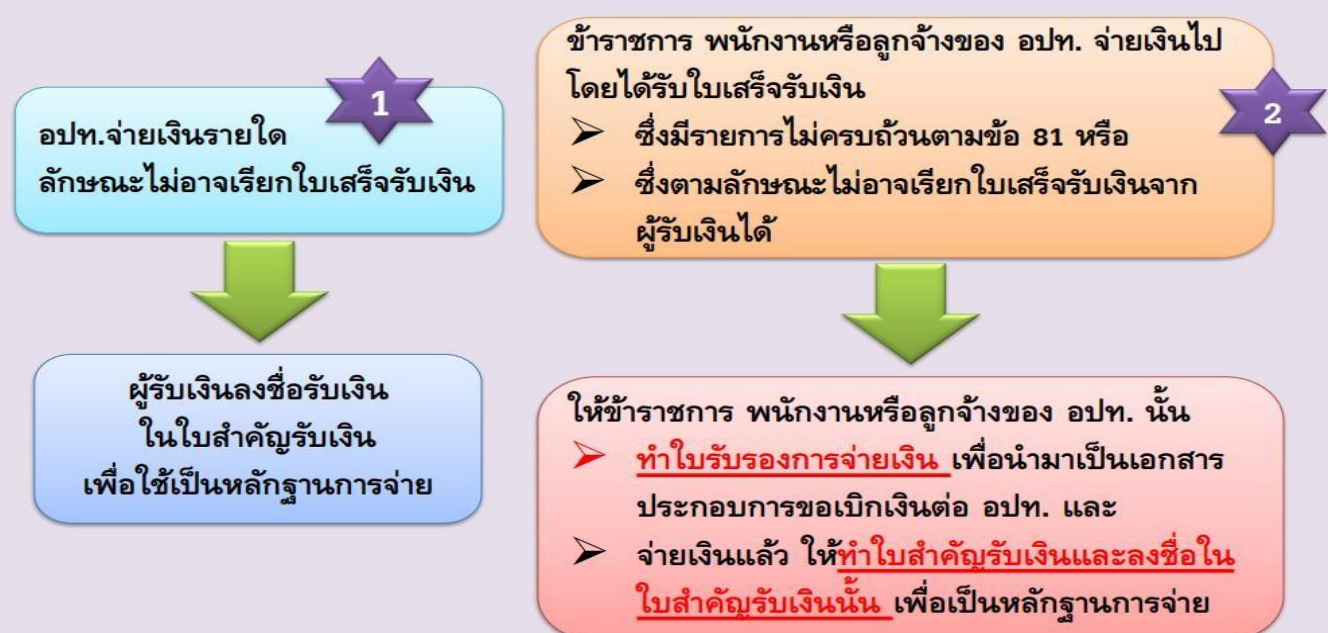 1
อปท.จ่ายเงินรายใด
ลักษณะไม่อาจเรียกใบเสร็จรับเงิน
ผู้รับเงินลงชื่อรับเงิน
ในใบสำคัญรับเงิน
เพื่อใช้เป็นหลักฐานการจ่าย
2
ข้าราชการ พนักงานหรือลูกจ้างของ อปท. จ่ายเงินไป
โดยได้รับใบเสร็จรับเงิน
➢ ซึ่งมีรายการไม่ครบถ้วนตามข้อ 81 หรือ
➢ ซึ่งตามลักษณะไม่อาจเรียกใบเสร็จรับเงินจาก
ผู้รับเงินได้
ให้ข้าราชการ พนักงานหรือลูกจ้างของ อปท. นั้น
➢ ทำใบรับรองการจ่ายเงิน เพื่อนำมาเป็นเอกสาร
ประกอบการขอเบิกเงินต่อ อปท. และ
➢ จ่ายเงินแล้ว ให้ทำใบสำคัญรับเงินและลงชื่อใน
ใบสำคัญรับเงินนั้น เพื่อเป็นหลักฐานการจ่าย